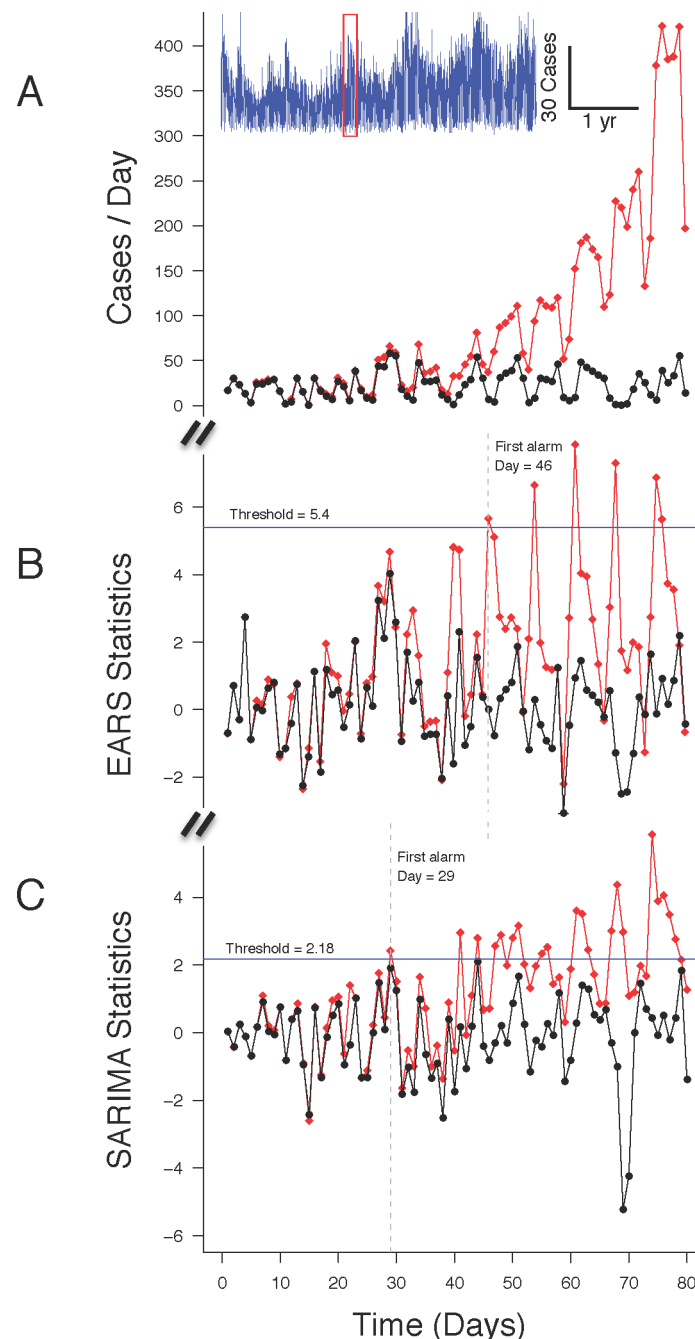 A
Cases / Day
400
350
300
250
200
150
100
50
0
30 Cases
1 yr
B
EARS Statistics
6
4
2
0
−2
Threshold = 5.4
First alarm
Day = 46
C
SARIMA Statistics
4
2
0
−2
−4
−6
Threshold = 2.18
First alarm
Day = 29
0 10 20 30 40 50 60 70 80
Time (Days)